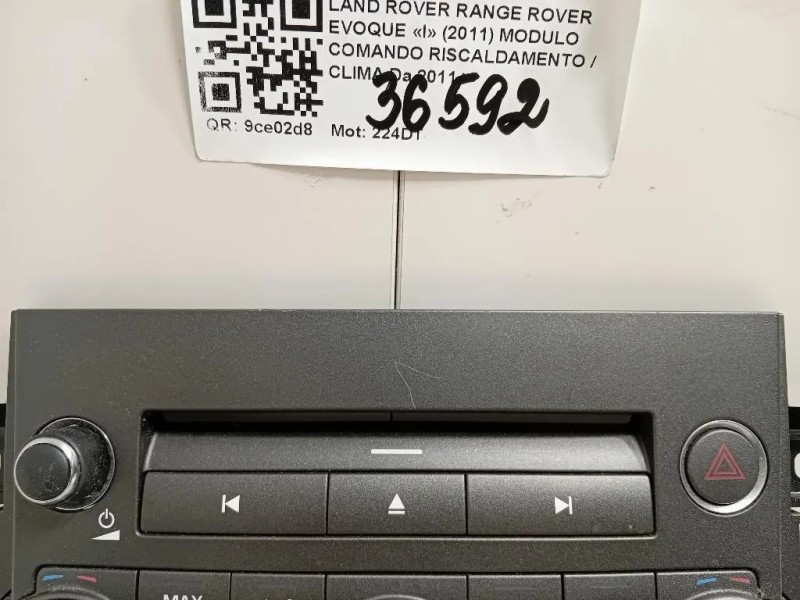 LAND ROVER RANGE ROVER
EVOQUE «I» (2011) MODULO
COMANDO RISCALDAMENTO /
CLIMA Da 2011
36592
QR: 9ce02d8 Mot: 224DT
MAX